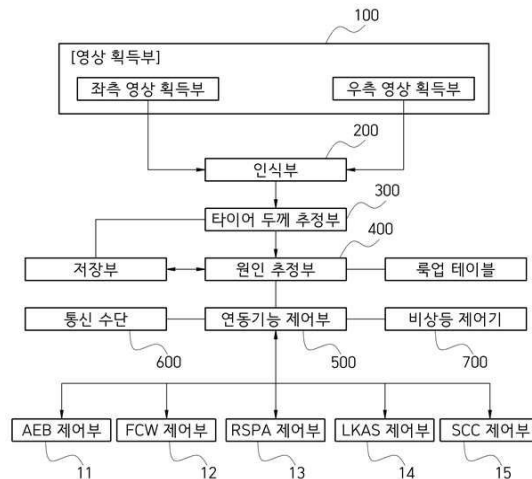 100
[영상 획득부]
좌측 영상 획득부
우측 영상 획득부
200
인식부
300
타이어 두께 추정부
400
저장부
원인 추정부
룩업 테이블
통신 수단
연동기능 제어부
비상등 제어기
600
500
700
AEB 제어부
FCW 제어부
RSPA 제어부
LKAS 제어부
SCC 제어부
11
12
13
14
15